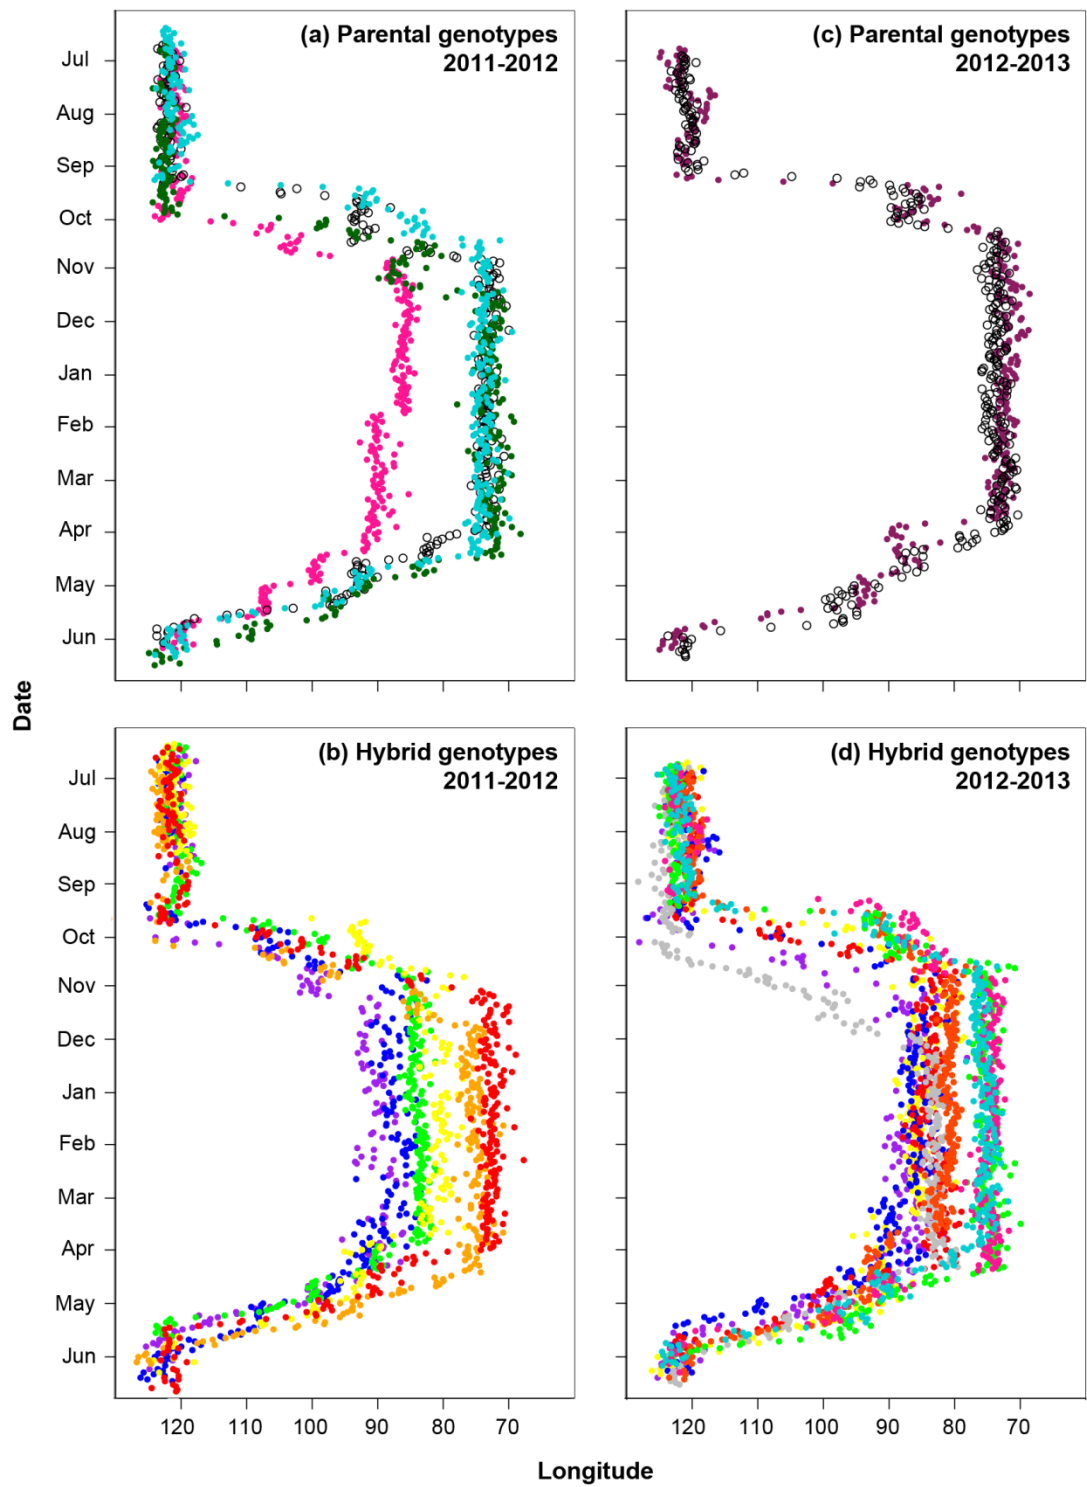 (a) Parental genotypes
2011-2012
(c) Parental genotypes
2012-2013
Jul
Aug
Sep
Oct
Nov
Dec
Jan
Feb
Mar
Apr
May
Jun
Date
(b) Hybrid genotypes
2011-2012
(d) Hybrid genotypes
2012-2013
Jul
Aug
Sep
Oct
Nov
Dec
Jan
Feb
Mar
Apr
May
Jun
120 110 100 90 80 70
120 110 100 90 80 70
Longitude